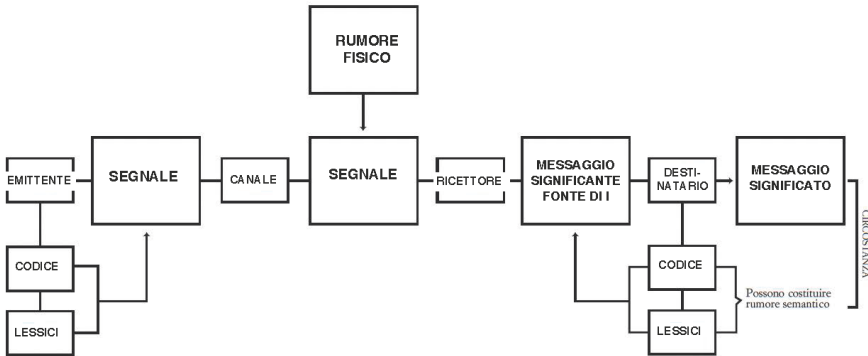 RUMORE
FISICO
EMITTENTE
SEGNALE
CANALE
SEGNALE
RICETTORE
MESSAGGIO
SIGNIFICANTE
FONTE DI I
DESTI-
NATARIO
MESSAGGIO
SIGNIFICATO
CIRCOSTANZA
CODICE
LESSICI
CODICE
LESSICI
Possono costituire
rumore semantico